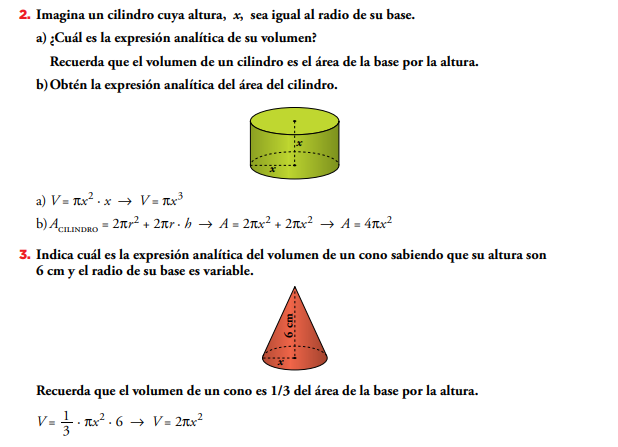 2. Imagina un cilindro cuya altura, x, sea igual al radio de su base.
a) ¿Cuál es la expresión analítica de su volumen?
Recuerda que el volumen de un cilindro es el área de la base por la altura.
b) Obtén la expresión analítica del área del cilindro.
x
x
a) V = πx² · x → V = πx³
b) A_CILINDRO = 2πr² + 2πr · h → A = 2πx² + 2πx² → A = 4πx²
3. Indica cuál es la expresión analítica del volumen de un cono sabiendo que su altura son
6 cm y el radio de su base es variable.
6 cm
x
Recuerda que el volumen de un cono es 1/3 del área de la base por la altura.
V = 1/3 · πx² · 6 → V = 2πx²